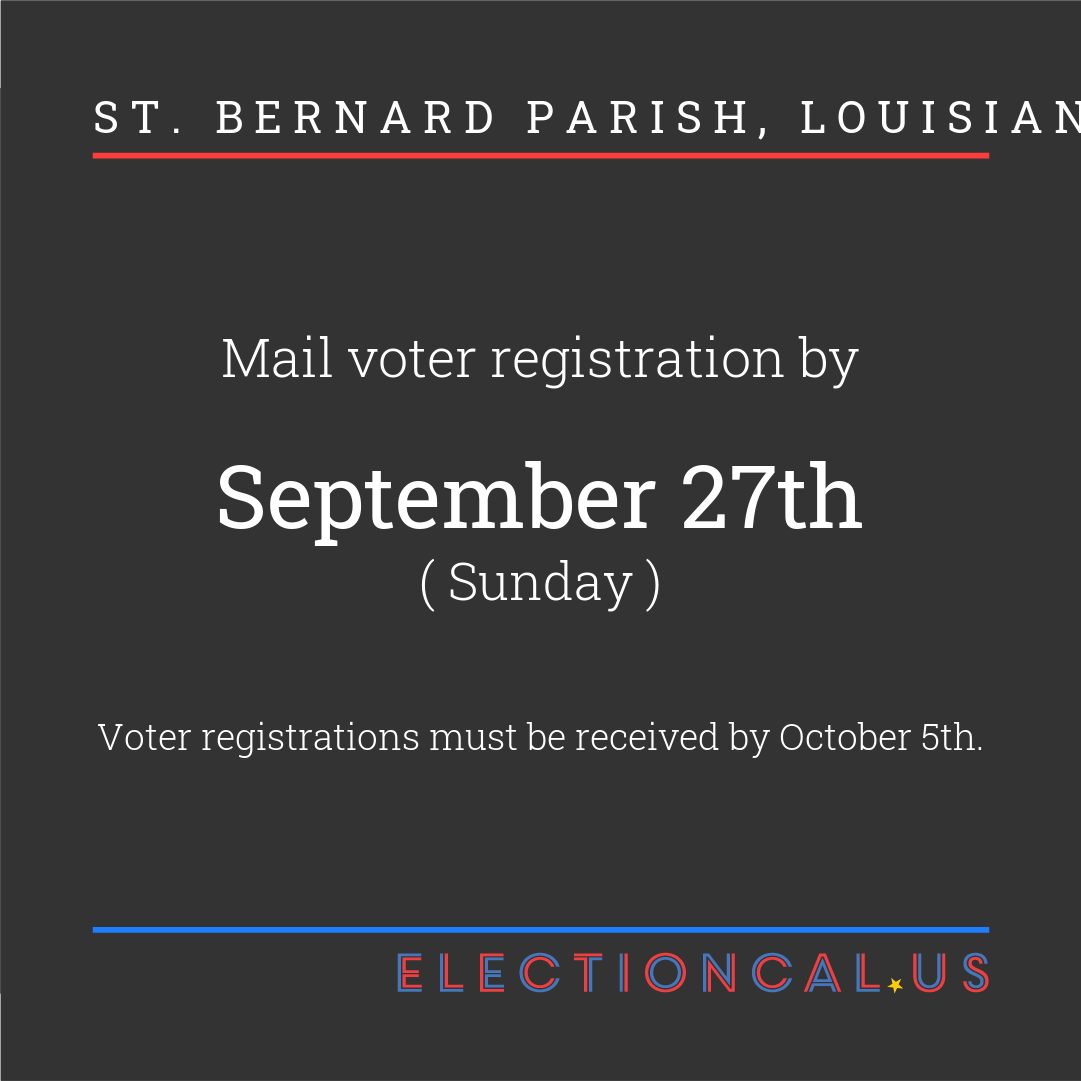 ST. BERNARD PARISH, LOUISIAN
Mail voter registration by
September 27th
( Sunday )
Voter registrations must be received by October 5th.
ELECTIONCAL.US